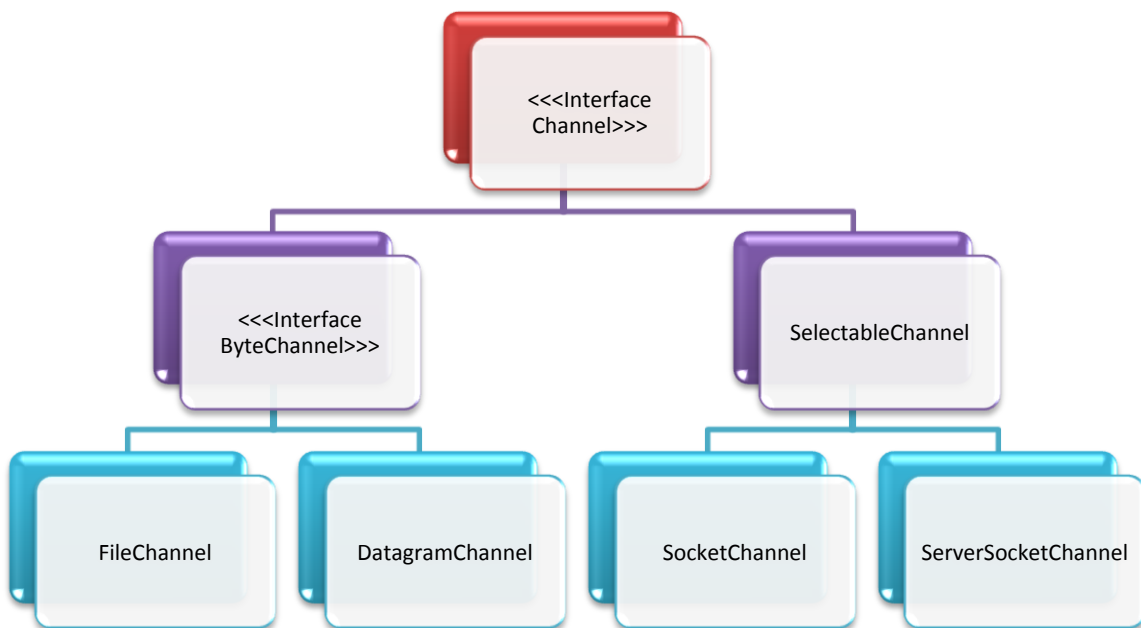 <<<Interface
Channel>>>
<<<Interface
ByteChannel>>>
SelectableChannel
FileChannel
DatagramChannel
SocketChannel
ServerSocketChannel